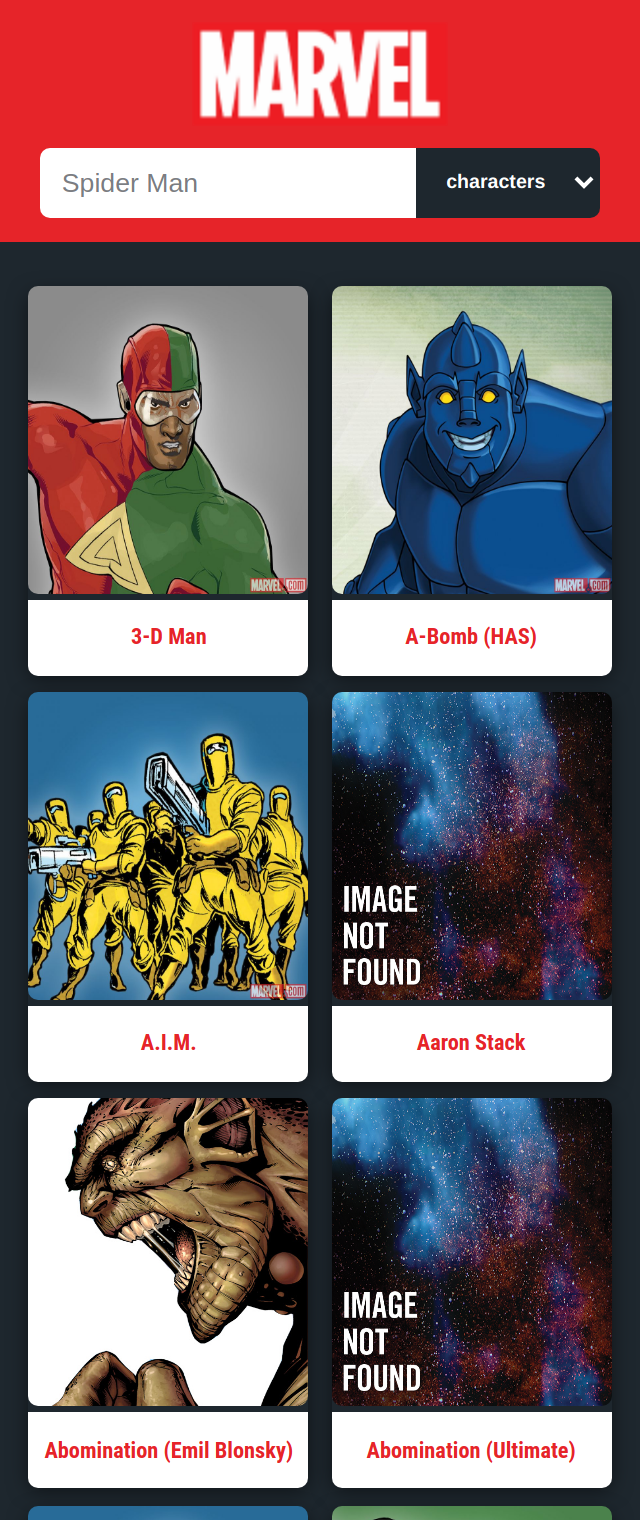 MARVEL
Spider Man
characters
MARVEL .COM
MARVEL .COM
3-D Man
A-Bomb (HAS)
MARVEL .COM
IMAGE
NOT
FOUND
A.I.M.
Aaron Stack
IMAGE
NOT
FOUND
Abomination (Emil Blonsky)
Abomination (Ultimate)